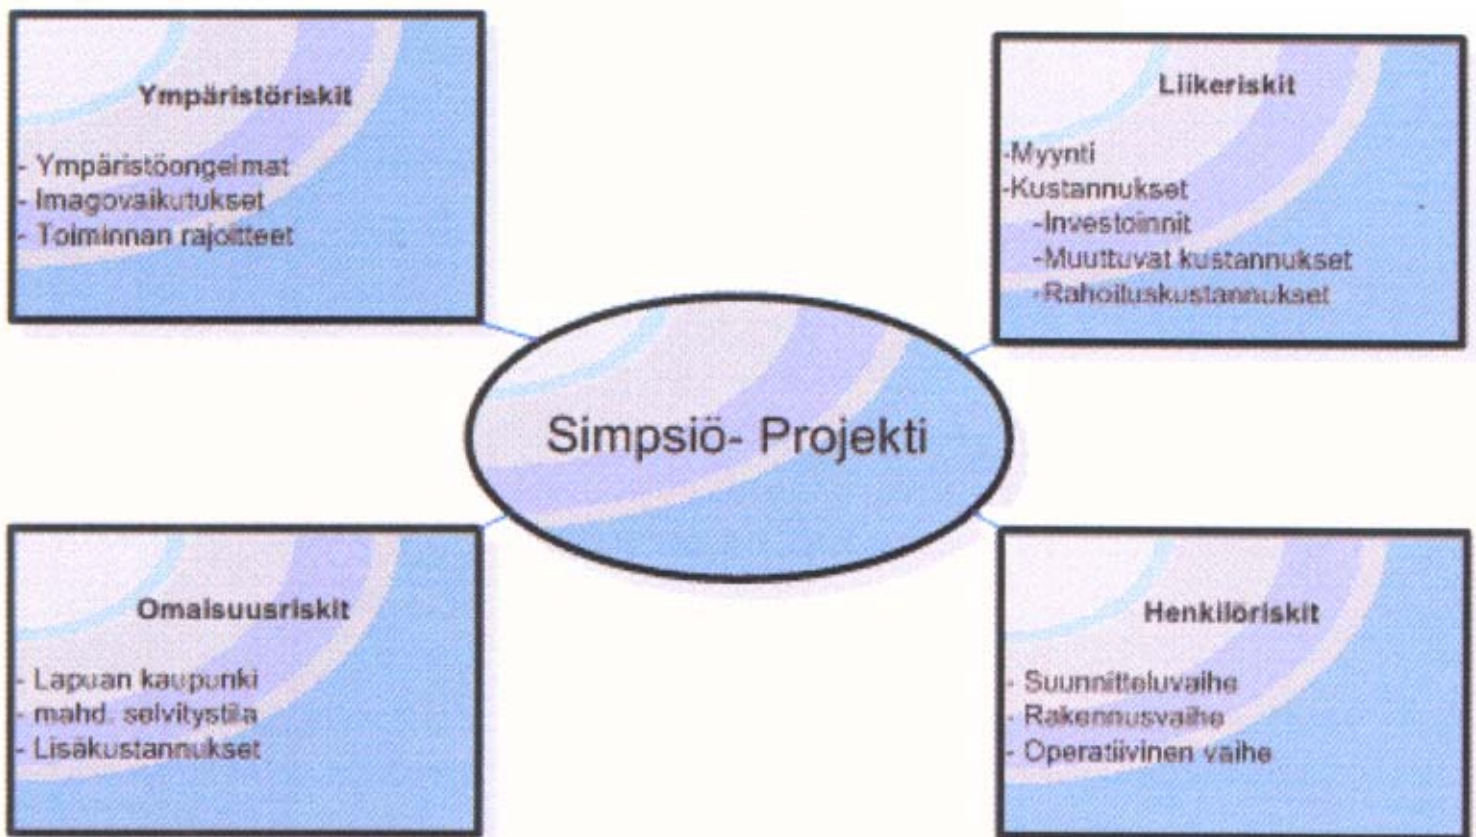 Ympäristöriskit
- Ympäristöongelmat
- Imagovaikutukset
- Toiminnan rajoitteet
Liikeriskit
-Myynti
-Kustannukset
-Investoinnit
-Muuttuvat kustannukset
-Rahoituskustannukset
Simpsiö- Projekti
Omaisuusriskit
- Lapuan kaupunki
- mahd. selvitystila
- Lisäkustannukset
Henkilöriskit
- Suunnitteluvaihe
- Rakennusvaihe
- Operatiivinen vaihe